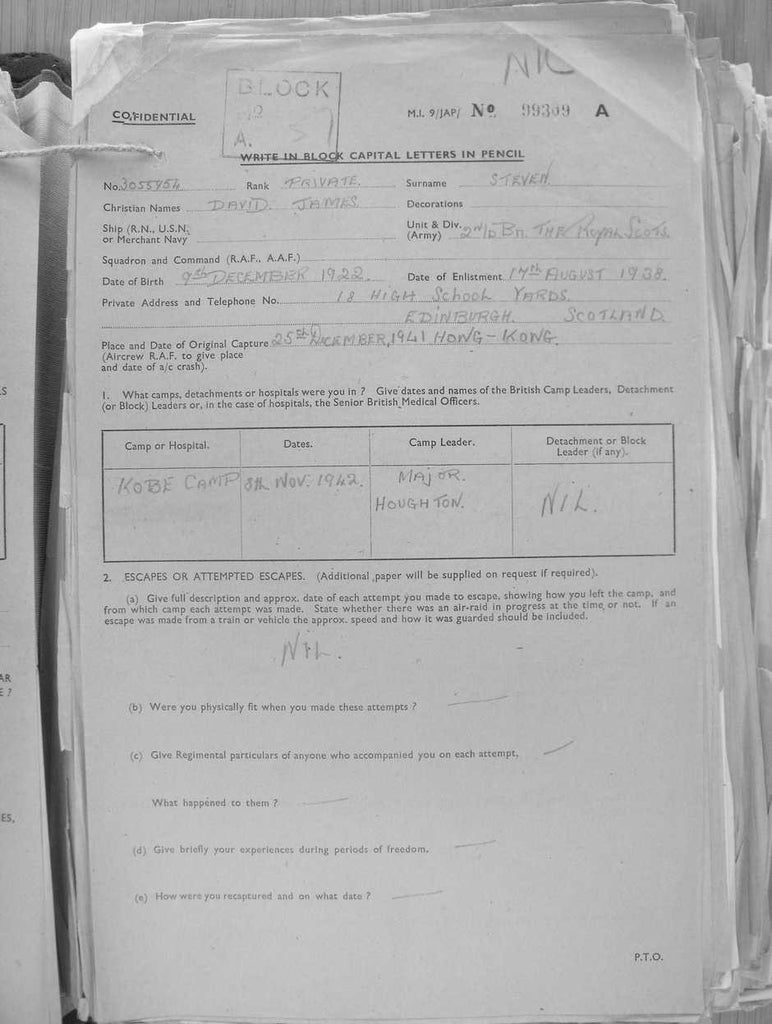 NIL
BLOCK
2
A.
CONFIDENTIAL
M.I. 9/JAP/ No A
WRITE IN BLOCK CAPITAL LETTERS IN PENCIL
No. 3055954 Rank PRIVATE. Surname STEVEN
Christian Names DAVID. JAMES. Decorations
Ship (R.N., U.S.N. or Merchant Navy
Unit & Div. (Army) 2ND Bn. THE ROYAL SCOTS.
Squadron and Command (R.A.F., A.A.F.)
Date of Birth 9th DECEMBER 1922. Date of Enlistment 17th AUGUST 1938.
Private Address and Telephone No. 18 HIGH SCHOOL YARDS.
EDINBURGH. SCOTLAND.
Place and Date of Original Capture 25th DECEMBER, 1941 HONG-KONG.
(Aircrew R.A.F. to give place
and date of a/c crash).
1. What camps, detachments or hospitals were you in ? Give dates and names of the British Camp Leaders, Detachment
(or Block) Leaders or, in the case of hospitals, the Senior British Medical Officers.
Camp or Hospital. Dates. Camp Leader. Detachment or Block Leader (if any).
KOBE CAMP 8th NOV. 1942. MAJOR. HOUGHTON. NIL.
2. ESCAPES OR ATTEMPTED ESCAPES. (Additional paper will be supplied on request if required).
(a) Give full description and approx. date of each attempt you made to escape, showing how you left the camp, and
from which camp each attempt was made. State whether there was an air-raid in progress at the time, or not. If an
escape was made from a train or vehicle the approx. speed and how it was guarded should be included.
NIL.
(b) Were you physically fit when you made these attempts ?
(c) Give Regimental particulars of anyone who accompanied you on each attempt.
What happened to them ?
(d) Give briefly your experiences during periods of freedom.
(e) How were you recaptured and on what date ?
P.T.O.
S
AR
E ?
ES,